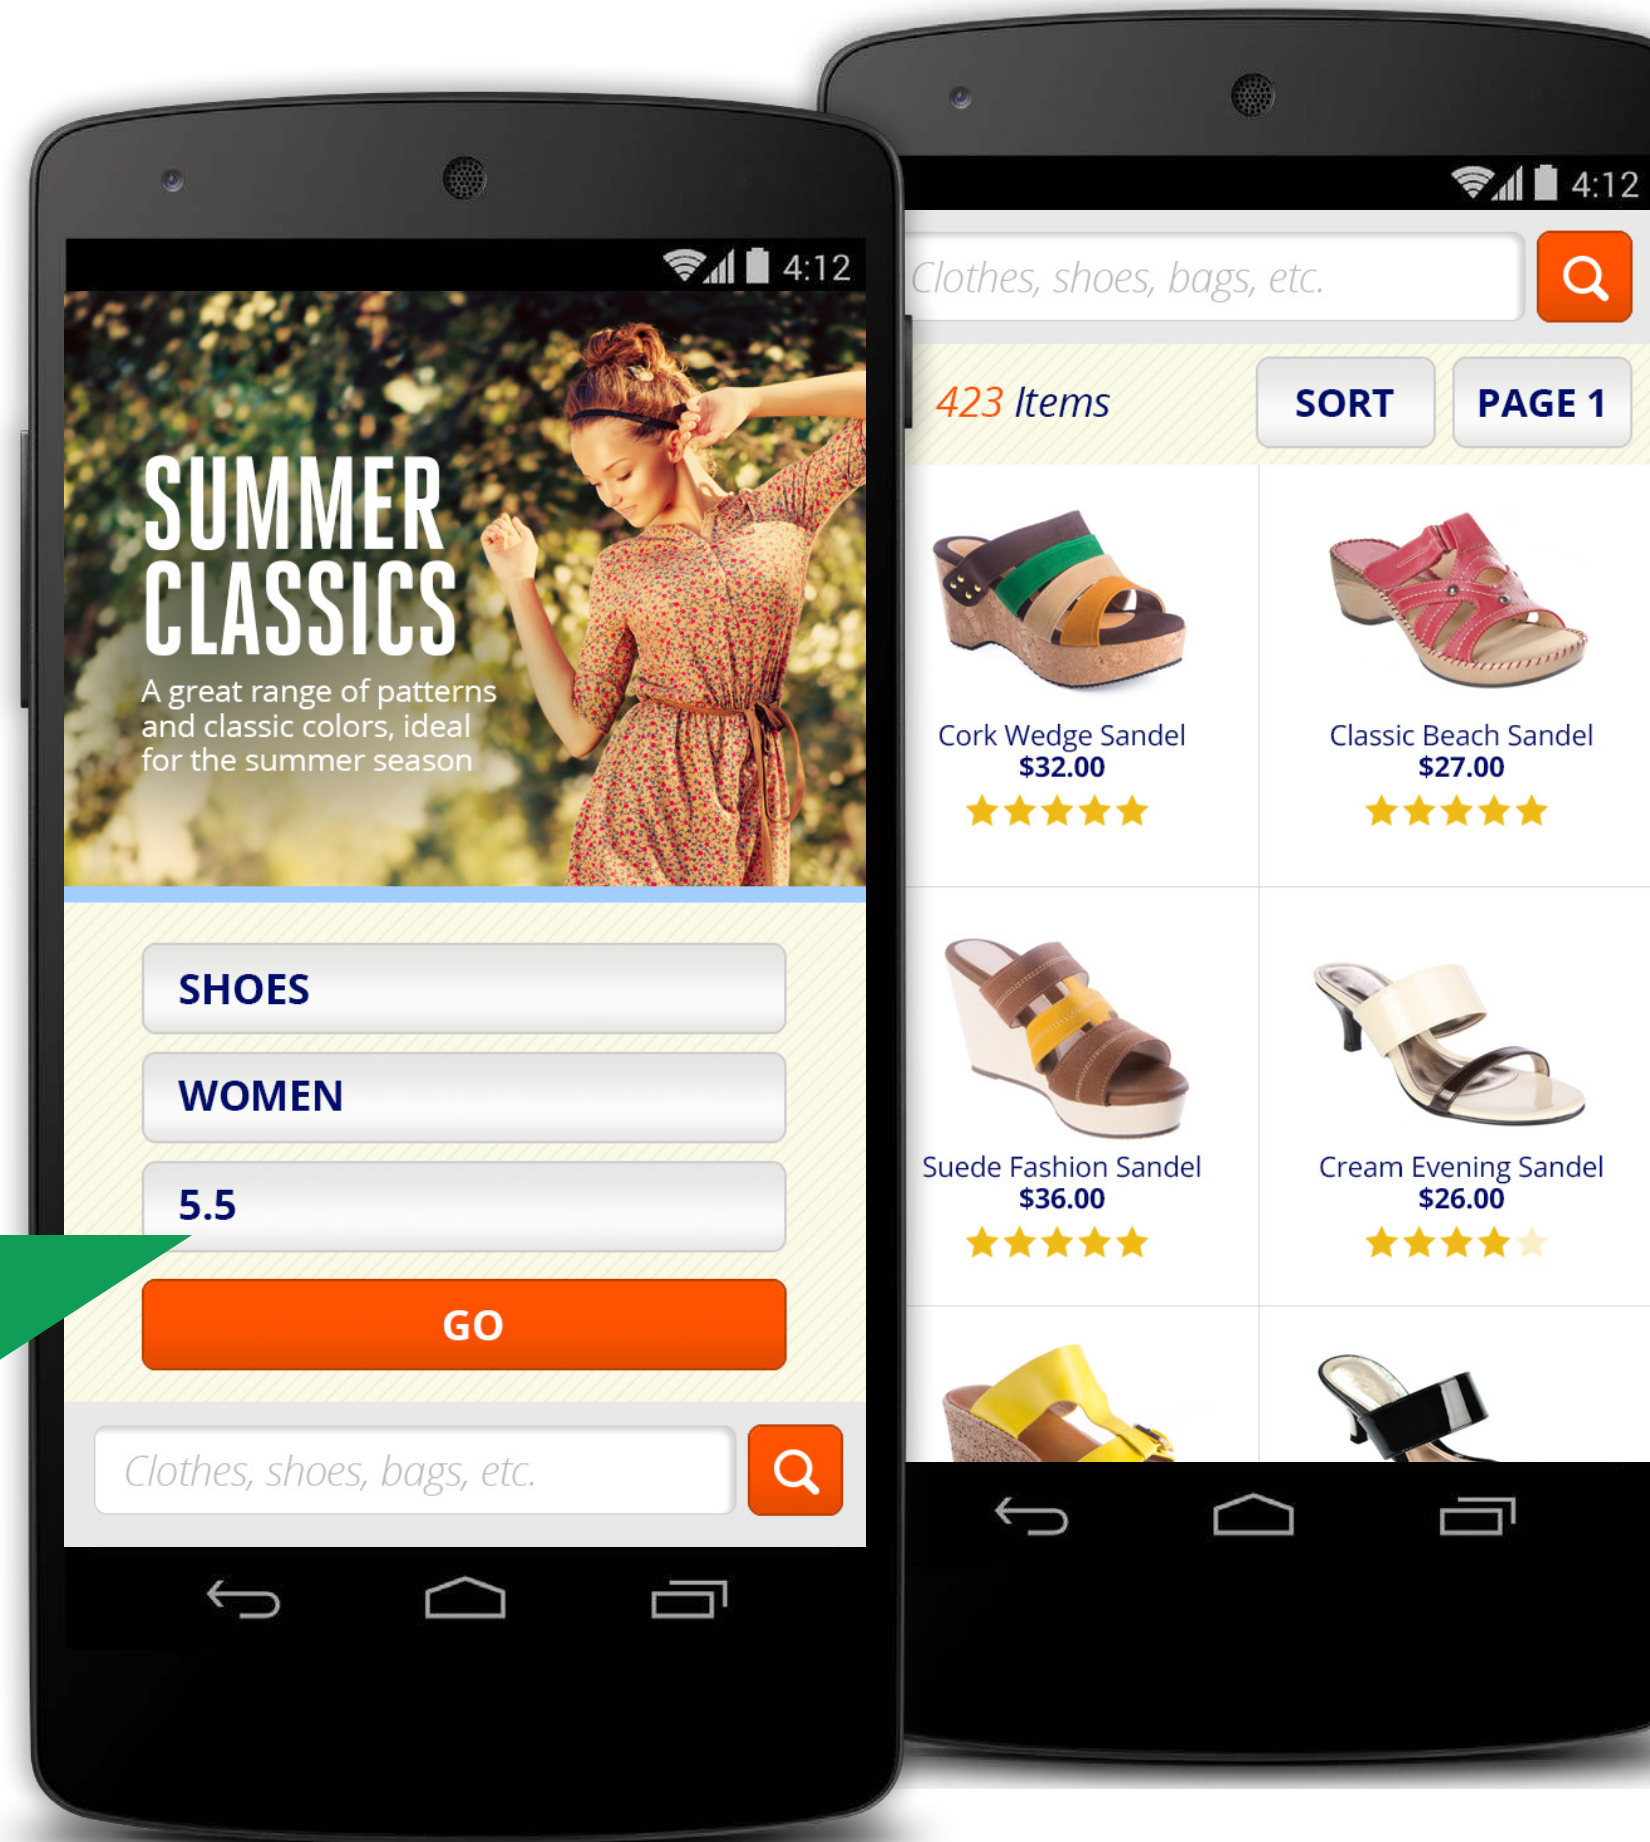 4:12
SUMMER
CLASSICS
A great range of patterns
and classic colors, ideal
for the summer season
SHOES
WOMEN
5.5
GO
Clothes, shoes, bags, etc.
4:12
Clothes, shoes, bags, etc.
423 Items
SORT
PAGE 1
Cork Wedge Sandel
$32.00
Classic Beach Sandel
$27.00
Suede Fashion Sandel
$36.00
Cream Evening Sandel
$26.00